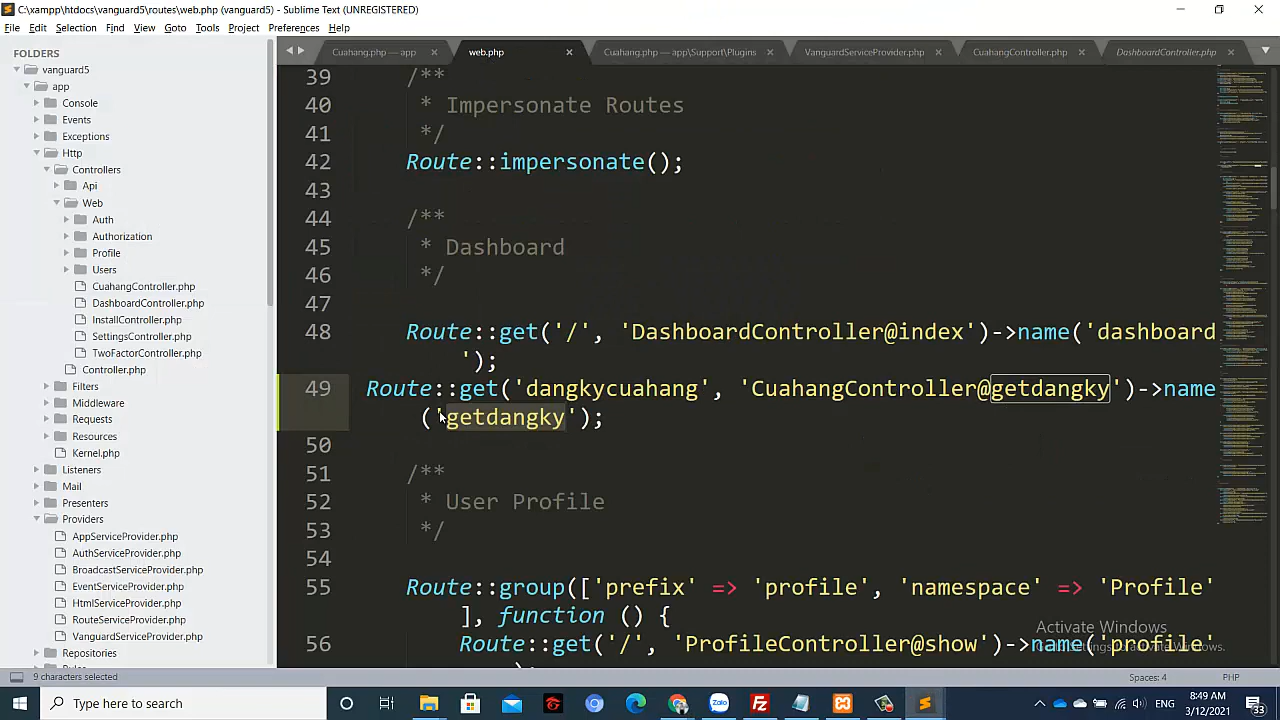 C:\xampp\htdocs\vanguard5\routes\web.php (vanguard5) - Sublime Text (UNREGISTERED)
File Edit Selection Find View Goto Tools Project Preferences Help
FOLDERS
vanguard5
app
Console
Events
Exceptions
Http
Controllers
Api
Web
Auth
Authorization
Profile
Users
CuahangController.php
DashboardController.php
InstallController.php
SettingsController.php
TwoFactorController.php
Controller.php
Filters
Middleware
Requests
Resources
Kernel.php
Listeners
Mail
Presenters
Providers
AppServiceProvider.php
AuthServiceProvider.php
BroadcastServiceProvider.php
EventServiceProvider.php
HtmlServiceProvider.php
RouteServiceProvider.php
VanguardServiceProvider.php
Repositories
Cuahang.php — app
web.php
Cuahang.php — app\Support\Plugins
VanguardServiceProvider.php
CuahangController.php
DashboardController.php
39 /**
40 * Impersonate Routes
41 */
42 Route::impersonate();
43
44 /**
45 * Dashboard
46 */
47
48 Route::get('/', 'DashboardController@index')->name('dashboard
');
49 Route::get('dangkycuahang', 'CuahangController@getdangky')->name
('getdangky');
50
51 /**
52 * User Profile
53 */
54
55 Route::group(['prefix' => 'profile', 'namespace' => 'Profile'
], function () {
56 Route::get('/', 'ProfileController@show')->name('profile'
Activate Windows
9 characters selected
Spaces: 4
PHP
Type here to search
ENG
8:49 AM
3/12/2021
33